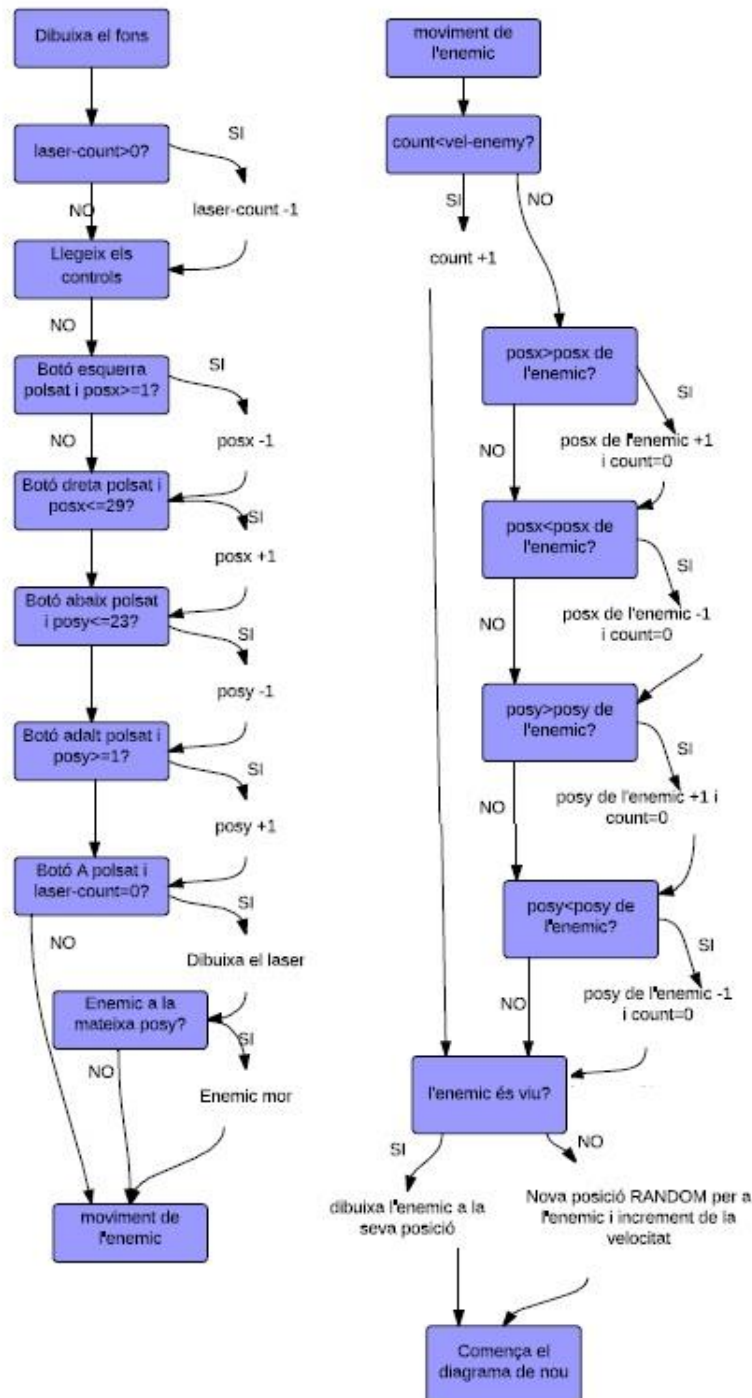 Dibuixa el fons
laser-count>0?
SI
NO
laser-count -1
Llegeix els
controls
NO
Botó esquerra
polsat i posx>=1?
SI
NO
posx -1
Botó dreta polsat i
posx<=29?
SI
posx +1
Botó abaix polsat
i posy<=23?
SI
posy -1
Botó adalt polsat i
posy>=1?
SI
posy +1
Botó A polsat i
laser-count=0?
SI
NO
Dibuixa el laser
Enemic a la
mateixa posy?
SI
NO
Enemic mor
moviment de
l'enemic
moviment de
l'enemic
count<vel-enemy?
SI
NO
count +1
posx>posx de
l'enemic?
SI
NO
posx de l'enemic +1
i count=0
posx<posx de
l'enemic?
SI
NO
posx de l'enemic -1
i count=0
posy>posy de
l'enemic?
SI
NO
posy de l'enemic +1 i
count=0
posy<posy de
l'enemic?
SI
NO
posy de l'enemic -1
i count=0
l'enemic és viu?
SI
NO
dibuixa l'enemic a la
seva posició
Nova posició RANDOM per a
l'enemic i increment de la
velocitat
Comença el
diagrama de nou